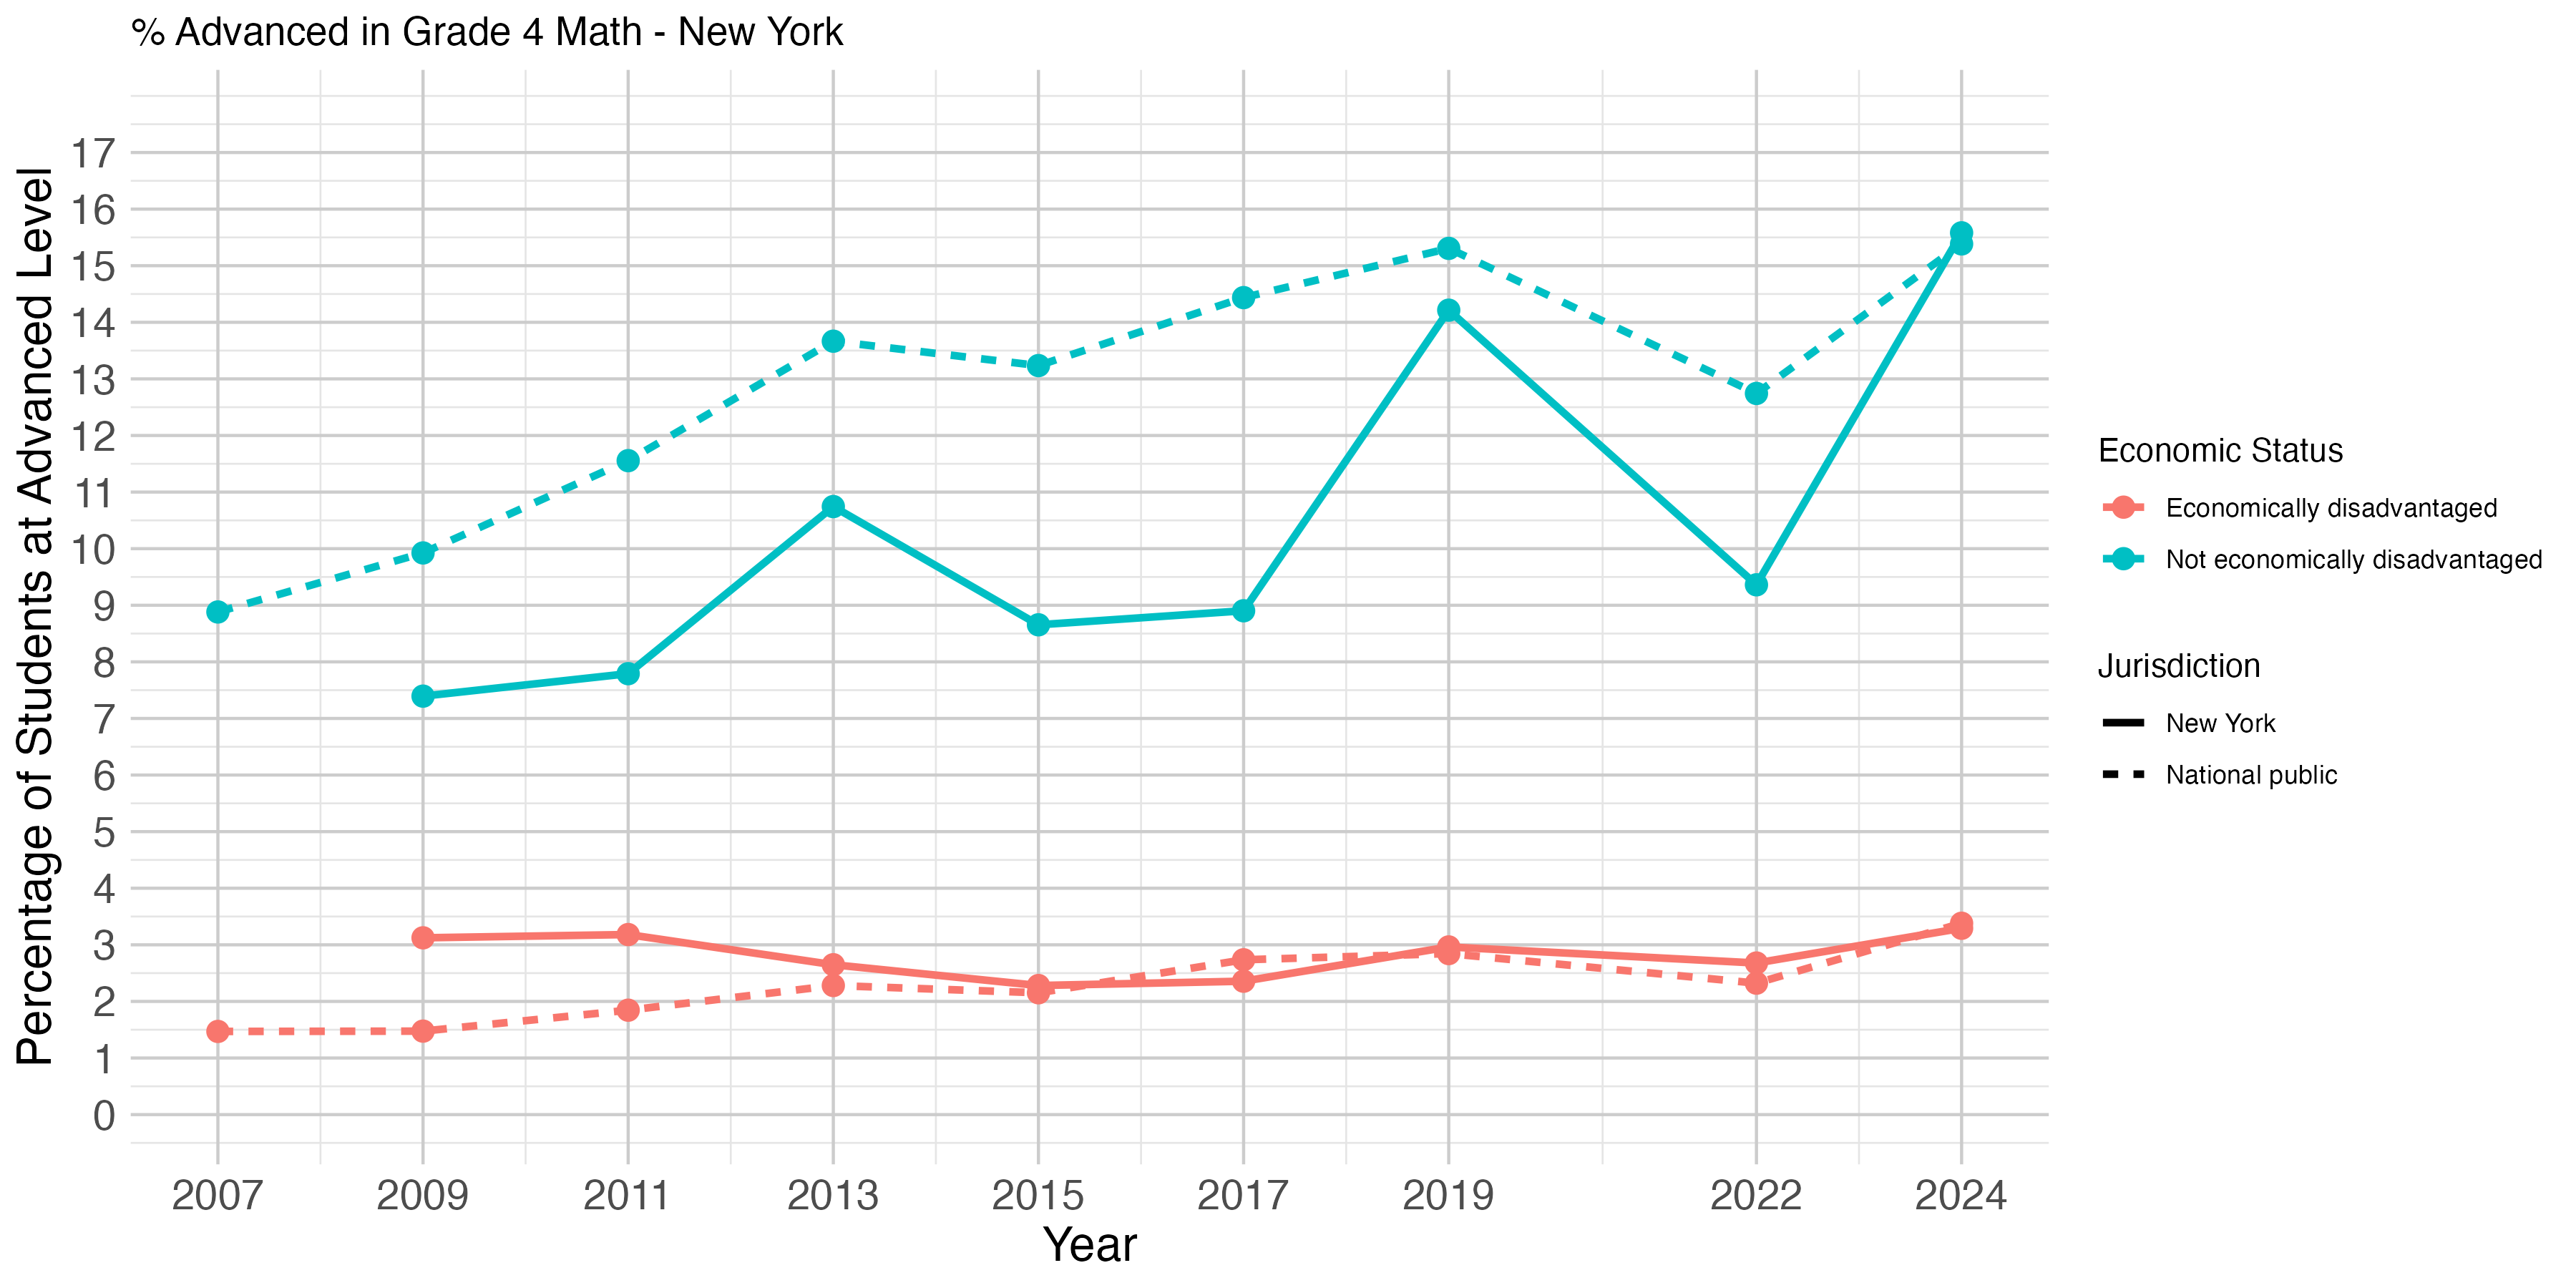 % Advanced in Grade 4 Math - New York
Percentage of Students at Advanced Level
17
16
15
14
13
12
11
10
9
8
7
6
5
4
3
2
1
0
2007 2009 2011 2013 2015 2017 2019 2022 2024
Year
Economic Status
Economically disadvantaged
Not economically disadvantaged
Jurisdiction
New York
National public